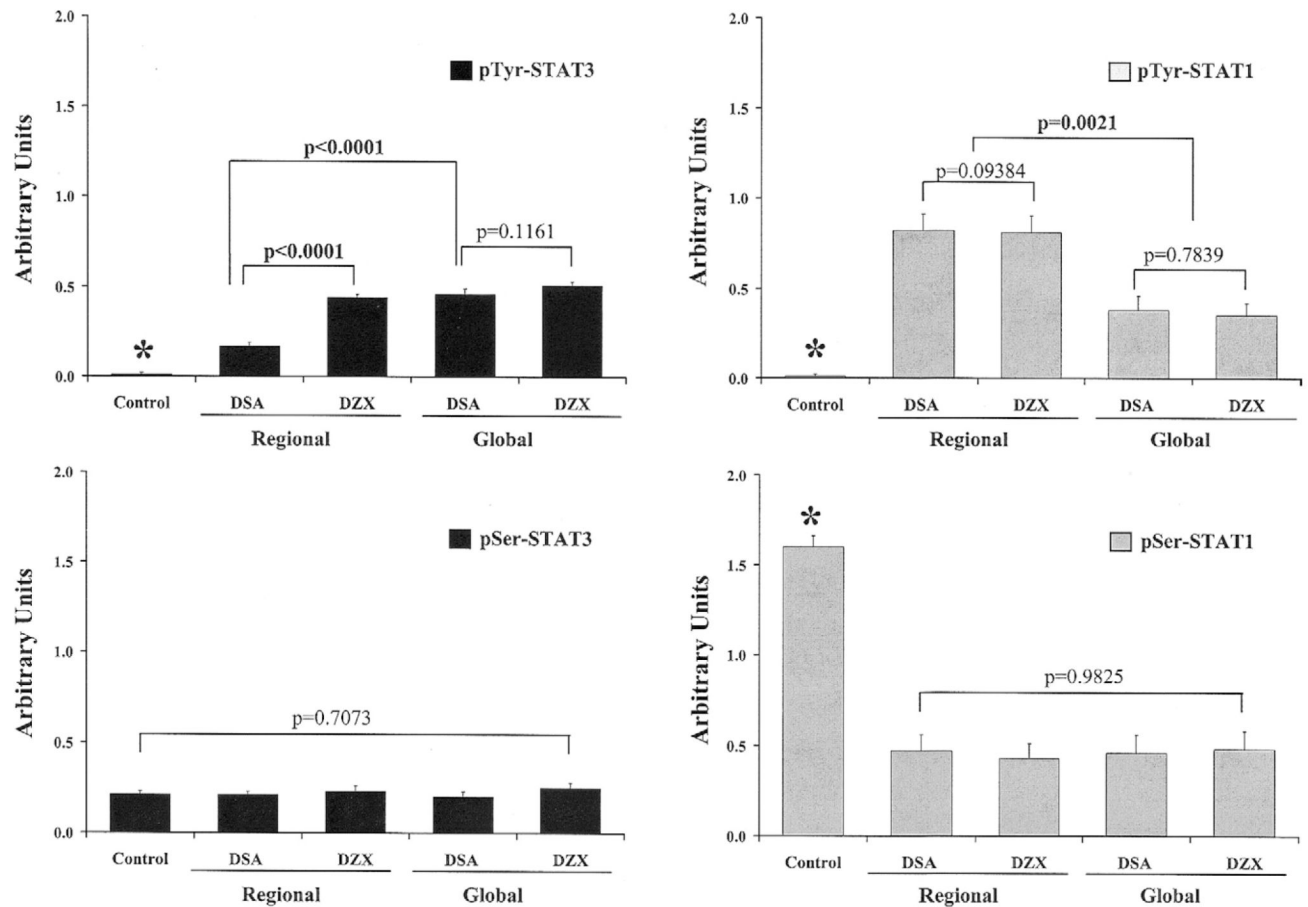 2.0
pTyr-STAT3
1.5
Arbitrary Units
p<0.0001
1.0
p=0.1161
p<0.0001
0.5
*
0.0
Control DSA DZX DSA DZX
Regional Global
2.0
pTyr-STAT1
1.5
Arbitrary Units
p=0.0021
p=0.09384
1.0
p=0.7839
0.5
*
0.0
Control DSA DZX DSA DZX
Regional Global
2.0
pSer-STAT3
1.5
Arbitrary Units
1.0
p=0.7073
0.5
0.0
Control DSA DZX DSA DZX
Regional Global
2.0
*
pSer-STAT1
1.5
Arbitrary Units
1.0
p=0.9825
0.5
0.0
Control DSA DZX DSA DZX
Regional Global